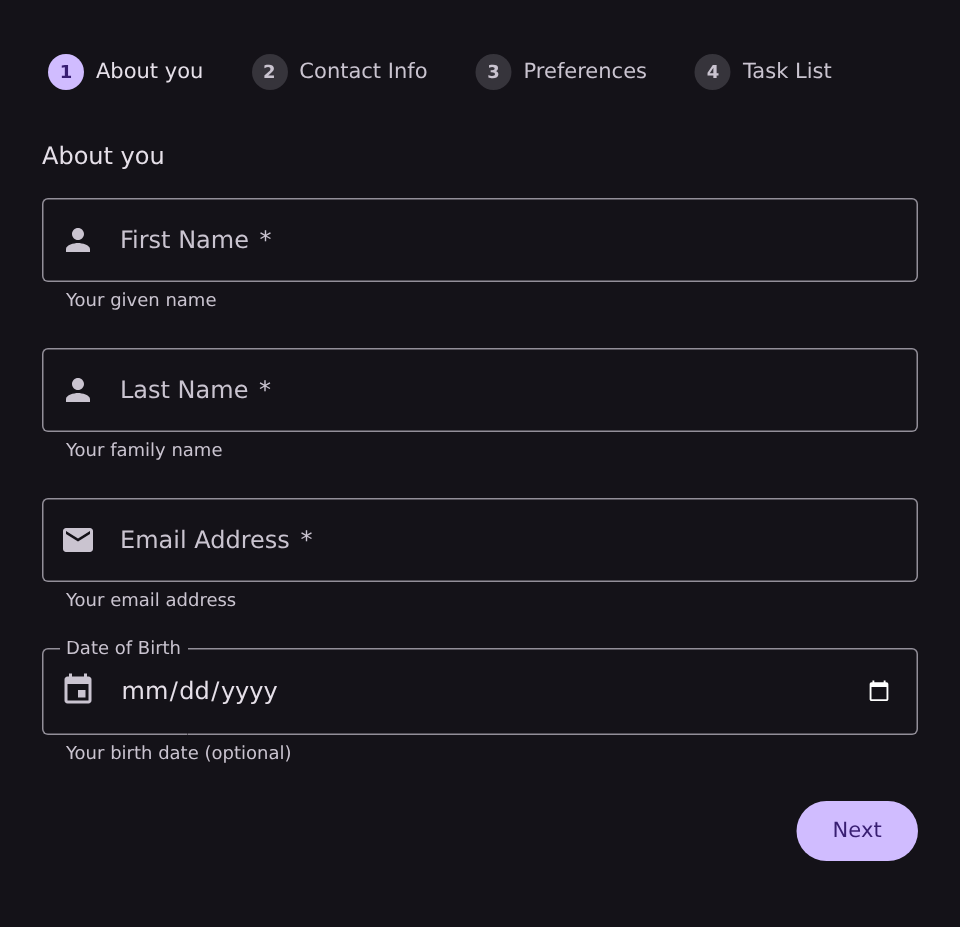 1 About you 2 Contact Info 3 Preferences 4 Task List
About you
First Name *
Your given name
Last Name *
Your family name
Email Address *
Your email address
Date of Birth
mm/dd/yyyy
Your birth date (optional)
Next